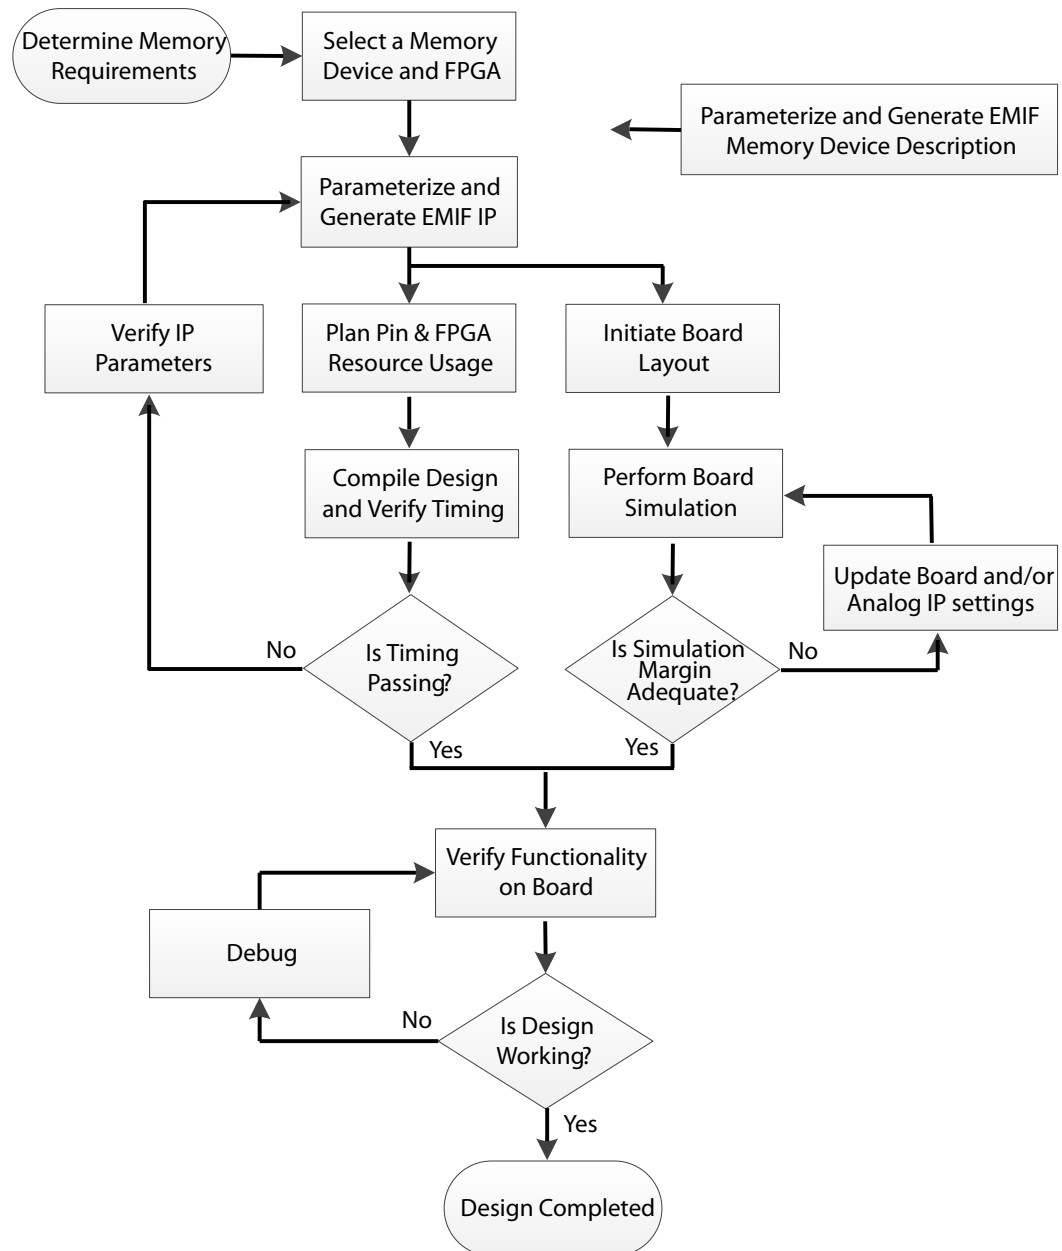 Determine Memory
Requirements
Select a Memory
Device and FPGA
Parameterize and Generate EMIF
Memory Device Description
Parameterize and
Generate EMIF IP
Verify IP
Parameters
Plan Pin & FPGA
Resource Usage
Initiate Board
Layout
Compile Design
and Verify Timing
Perform Board
Simulation
Update Board and/or
Analog IP settings
No
Is Timing
Passing?
Is Simulation
Margin
Adequate?
No
Yes
Yes
Verify Functionality
on Board
Debug
No
Is Design
Working?
Yes
Design Completed